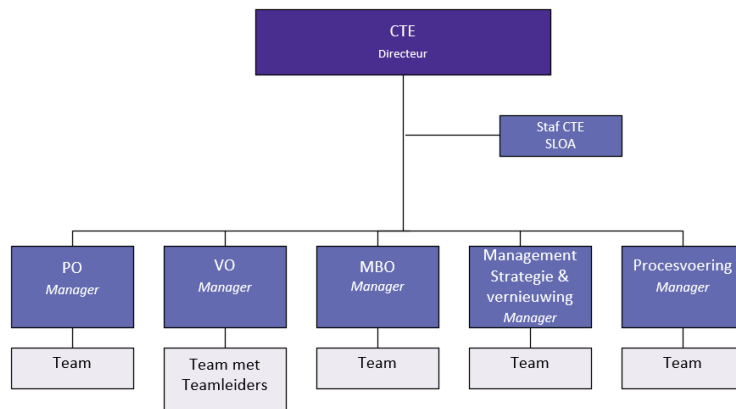 CTE
Directeur
Staf CTE
SLOA
PO
Manager
VO
Manager
MBO
Manager
Management
Strategie &
vernieuwing
Manager
Procesvoering
Manager
Team
Team met
Teamleiders
Team
Team
Team